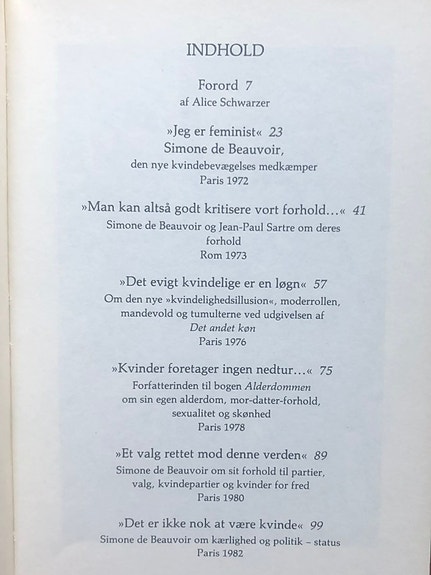 INDHOLD
Forord 7
af Alice Schwarzer
»Jeg er feminist« 23
Simone de Beauvoir,
den nye kvindebevægelses medkæmper
Paris 1972
»Man kan altså godt kritisere vort forhold...« 41
Simone de Beauvoir og Jean-Paul Sartre om deres
forhold
Rom 1973
»Det evigt kvindelige er en løgn« 57
Om den nye »kvindelighedsillusion«, moderrollen,
mandevold og tumulterne ved udgivelsen af
Det andet køn
Paris 1976
»Kvinder foretager ingen nedtur...« 75
Forfatterinden til bogen Alderdommen
om sin egen alderdom, mor-datter-forhold,
sexualitet og skønhed
Paris 1978
»Et valg rettet mod denne verden« 89
Simone de Beauvoir om sit forhold til partier,
valg, kvindepartier og kvinder for fred
Paris 1980
»Det er ikke nok at være kvinde« 99
Simone de Beauvoir om kærlighed og politik – status
Paris 1982